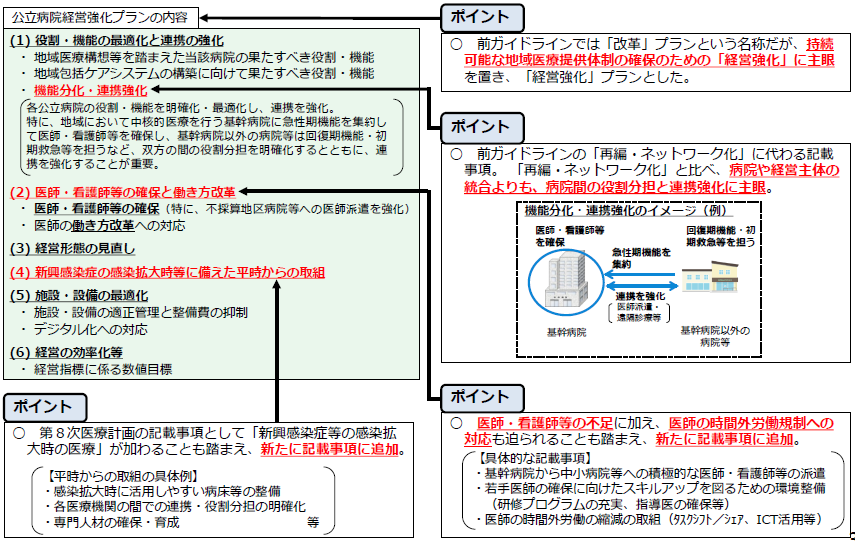 公立病院経営強化プランの内容
(1) 役割・機能の最適化と連携の強化
・ 地域医療構想等を踏まえた当該病院の果たすべき役割・機能
・ 地域包括ケアシステムの構築に向けて果たすべき役割・機能
・ 機能分化・連携強化
各公立病院の役割・機能を明確化・最適化し、連携を強化。
特に、地域において中核的医療を行う基幹病院に急性期機能を集約し
て医師・看護師等を確保し、基幹病院以外の病院等は回復期機能・初
期救急等を担うなど、双方の間の役割分担を明確化するとともに、連
携を強化することが重要。
(2) 医師・看護師等の確保と働き方改革
・ 医師・看護師等の確保（特に、不採算地区病院等への医師派遣を強化）
・ 医師の働き方改革への対応
(3) 経営形態の見直し
(4) 新興感染症の感染拡大時等に備えた平時からの取組
(5) 施設・設備の最適化
・ 施設・設備の適正管理と整備費の抑制
・ デジタル化への対応
(6) 経営の効率化等
・ 経営指標に係る数値目標
ポイント
○ 前ガイドラインでは「改革」プランという名称だが、持続
可能な地域医療提供体制の確保のための「経営強化」に主眼
を置き、「経営強化」プランとした。
ポイント
○ 前ガイドラインの「再編・ネットワーク化」に代わる記載
事項。「再編・ネットワーク化」と比べ、病院や経営主体の
統合よりも、病院間の役割分担と連携強化に主眼。
機能分化・連携強化のイメージ（例）
医師・看護師等
を確保
急性期機能を
集約
回復期機能・初
期救急等を担う
連携を強化
医師派遣・
遠隔診療等
基幹病院
基幹病院以外の
病院等
ポイント
○ 第８次医療計画の記載事項として「新興感染症等の感染拡
大時の医療」が加わることも踏まえ、新たに記載事項に追加。
【平時からの取組の具体例】
・感染拡大時に活用しやすい病床等の整備
・各医療機関の間での連携・役割分担の明確化
・専門人材の確保・育成 等
ポイント
○ 医師・看護師等の不足に加え、医師の時間外労働規制への
対応も迫られることも踏まえ、新たに記載事項に追加。
【具体的な記載事項】
・基幹病院から中小病院等への積極的な医師・看護師等の派遣
・若手医師の確保に向けたスキルアップを図るための環境整備
（研修プログラムの充実、指導医の確保等）
・医師の時間外労働の縮減の取組（ﾀｽｸｼﾌﾄ／ｼｪｱ、ICT活用等）